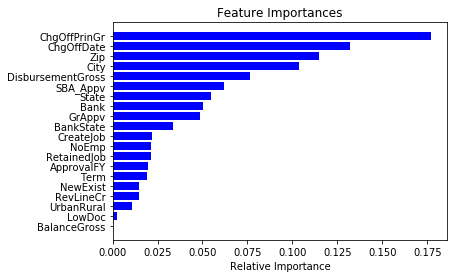 Feature Importances
ChgOffPrinGr
ChgOffDate
Zip
City
DisbursementGross
SBA_Appv
State
Bank
GrAppv
BankState
CreateJob
NoEmp
RetainedJob
ApprovalFY
Term
NewExist
RevLineCr
UrbanRural
LowDoc
BalanceGross
0.000 0.025 0.050 0.075 0.100 0.125 0.150 0.175
Relative Importance